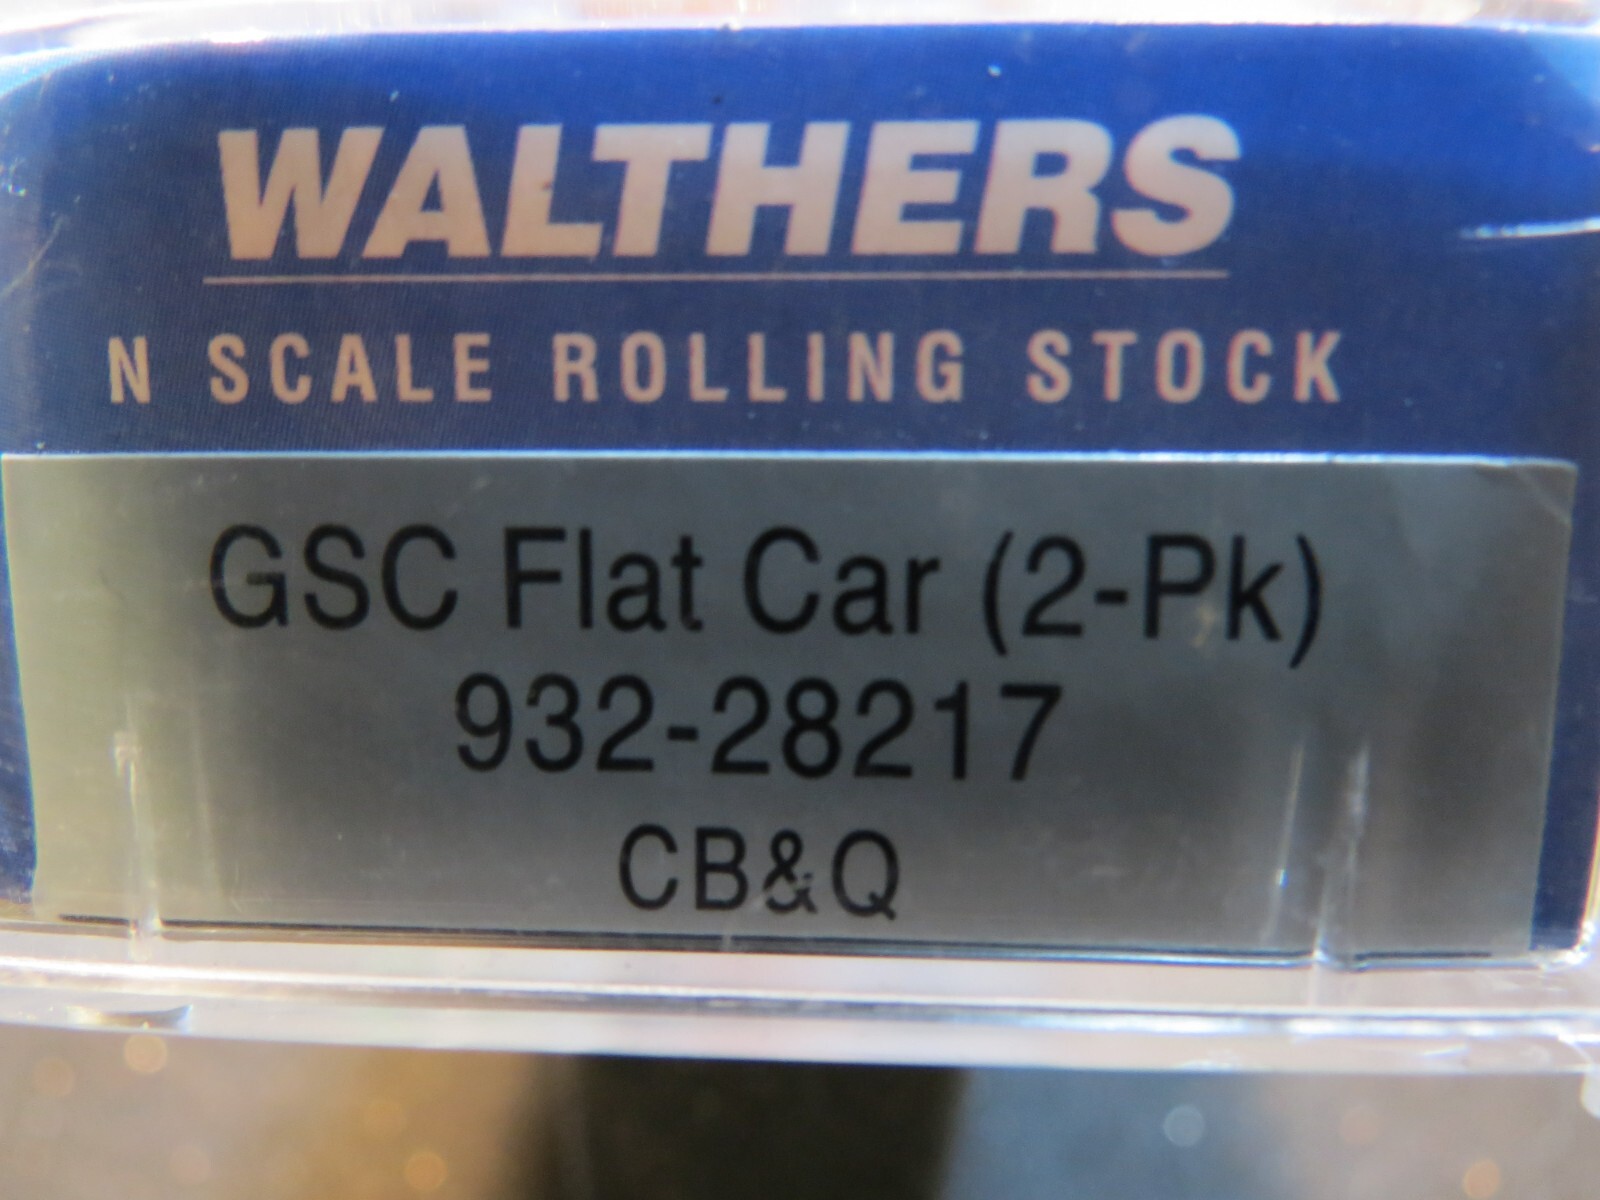 WALTHERS
N SCALE ROLLING STOCK
GSC Flat Car (2-Pk)
932-28217
CB&Q